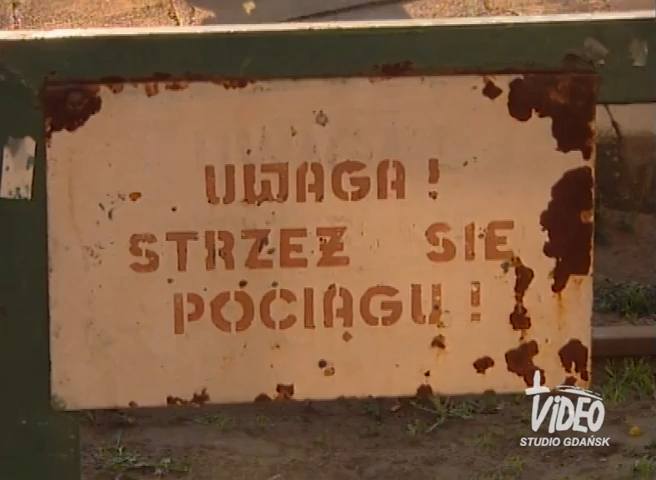 UWAGA!
STRZEŻ SIĘ
POCIĄGU!
VIDEO
STUDIO GDAŃSK